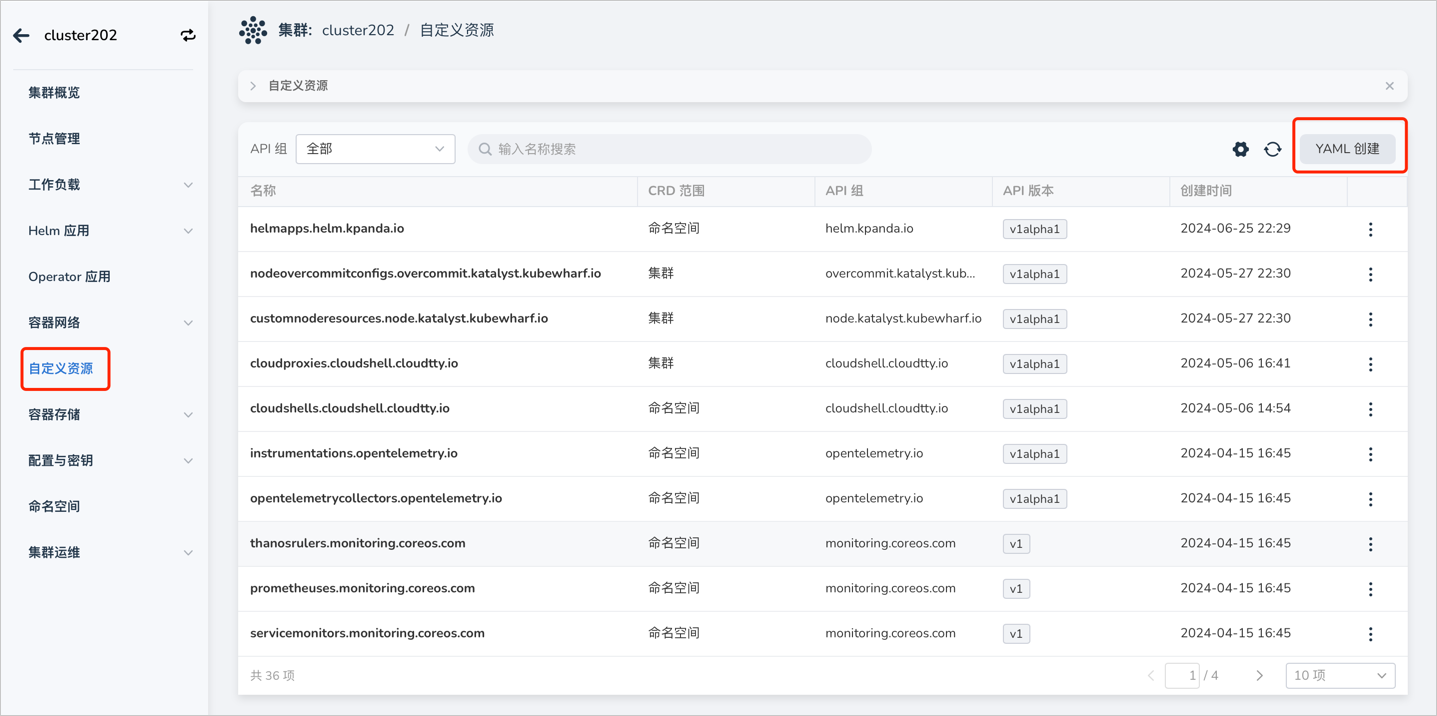 cluster202
集群概览
节点管理
工作负载
Helm 应用
Operator 应用
容器网络
自定义资源
容器存储
配置与密钥
命名空间
集群运维
集群: cluster202 / 自定义资源
自定义资源
API 组 全部 输入名称搜索 YAML 创建
名称 CRD 范围 API 组 API 版本 创建时间
helmapps.helm.kpanda.io 命名空间 helm.kpanda.io v1alpha1 2024-06-25 22:29
nodeovercommitconfigs.overcommit.katalyst.kubewharf.io 集群 overcommit.katalyst.kub... v1alpha1 2024-05-27 22:30
customnoderesources.node.katalyst.kubewharf.io 集群 node.katalyst.kubewharf.io v1alpha1 2024-05-27 22:30
cloudproxies.cloudshell.cloudtty.io 集群 cloudshell.cloudtty.io v1alpha1 2024-05-06 16:41
cloudshells.cloudshell.cloudtty.io 命名空间 cloudshell.cloudtty.io v1alpha1 2024-05-06 14:54
instrumentations.opentelemetry.io 命名空间 opentelemetry.io v1alpha1 2024-04-15 16:45
opentelemetrycollectors.opentelemetry.io 命名空间 opentelemetry.io v1alpha1 2024-04-15 16:45
thanosrulers.monitoring.coreos.com 命名空间 monitoring.coreos.com v1 2024-04-15 16:45
prometheuses.monitoring.coreos.com 命名空间 monitoring.coreos.com v1 2024-04-15 16:45
servicemonitors.monitoring.coreos.com 命名空间 monitoring.coreos.com v1 2024-04-15 16:45
共 36 项 1 / 4 10 项